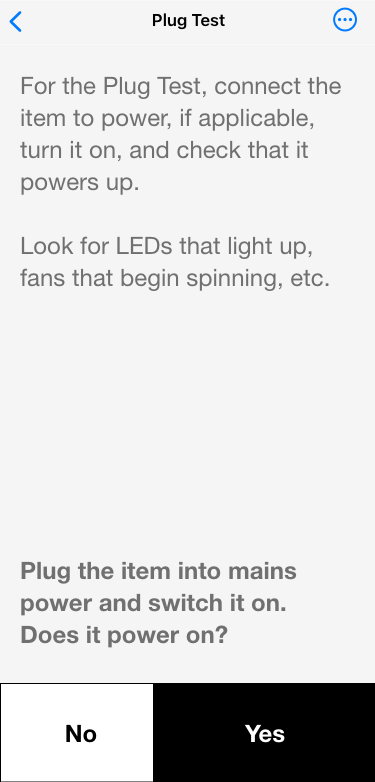 Plug Test
For the Plug Test, connect the
item to power, if applicable,
turn it on, and check that it
powers up.
Look for LEDs that light up,
fans that begin spinning, etc.
Plug the item into mains
power and switch it on.
Does it power on?
No
Yes